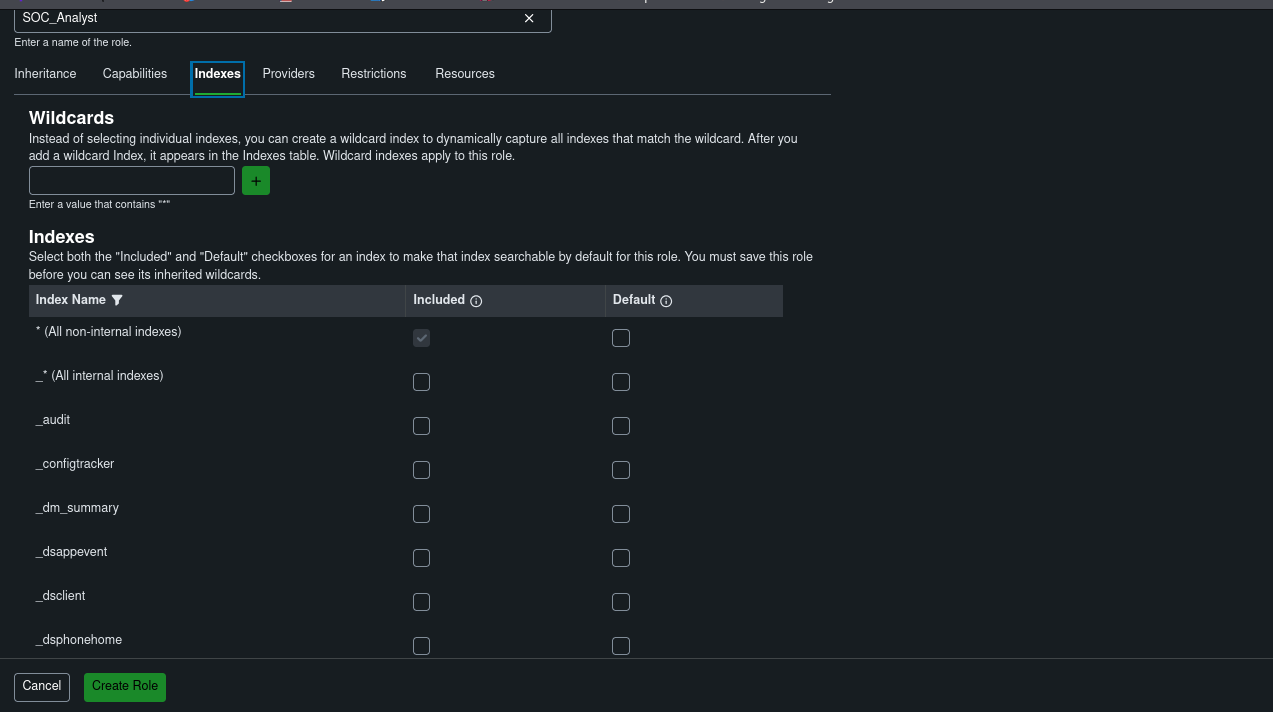 SOC_Analyst
Enter a name of the role.
Inheritance Capabilities Indexes Providers Restrictions Resources
Wildcards
Instead of selecting individual indexes, you can create a wildcard index to dynamically capture all indexes that match the wildcard. After you
add a wildcard Index, it appears in the Indexes table. Wildcard indexes apply to this role.
+
Enter a value that contains "*"
Indexes
Select both the "Included" and "Default" checkboxes for an index to make that index searchable by default for this role. You must save this role
before you can see its inherited wildcards.
Index Name Included Default
* (All non-internal indexes)
_* (All internal indexes)
_audit
_configtracker
_dm_summary
_dsappevent
_dsclient
_dsphonehome
Cancel Create Role